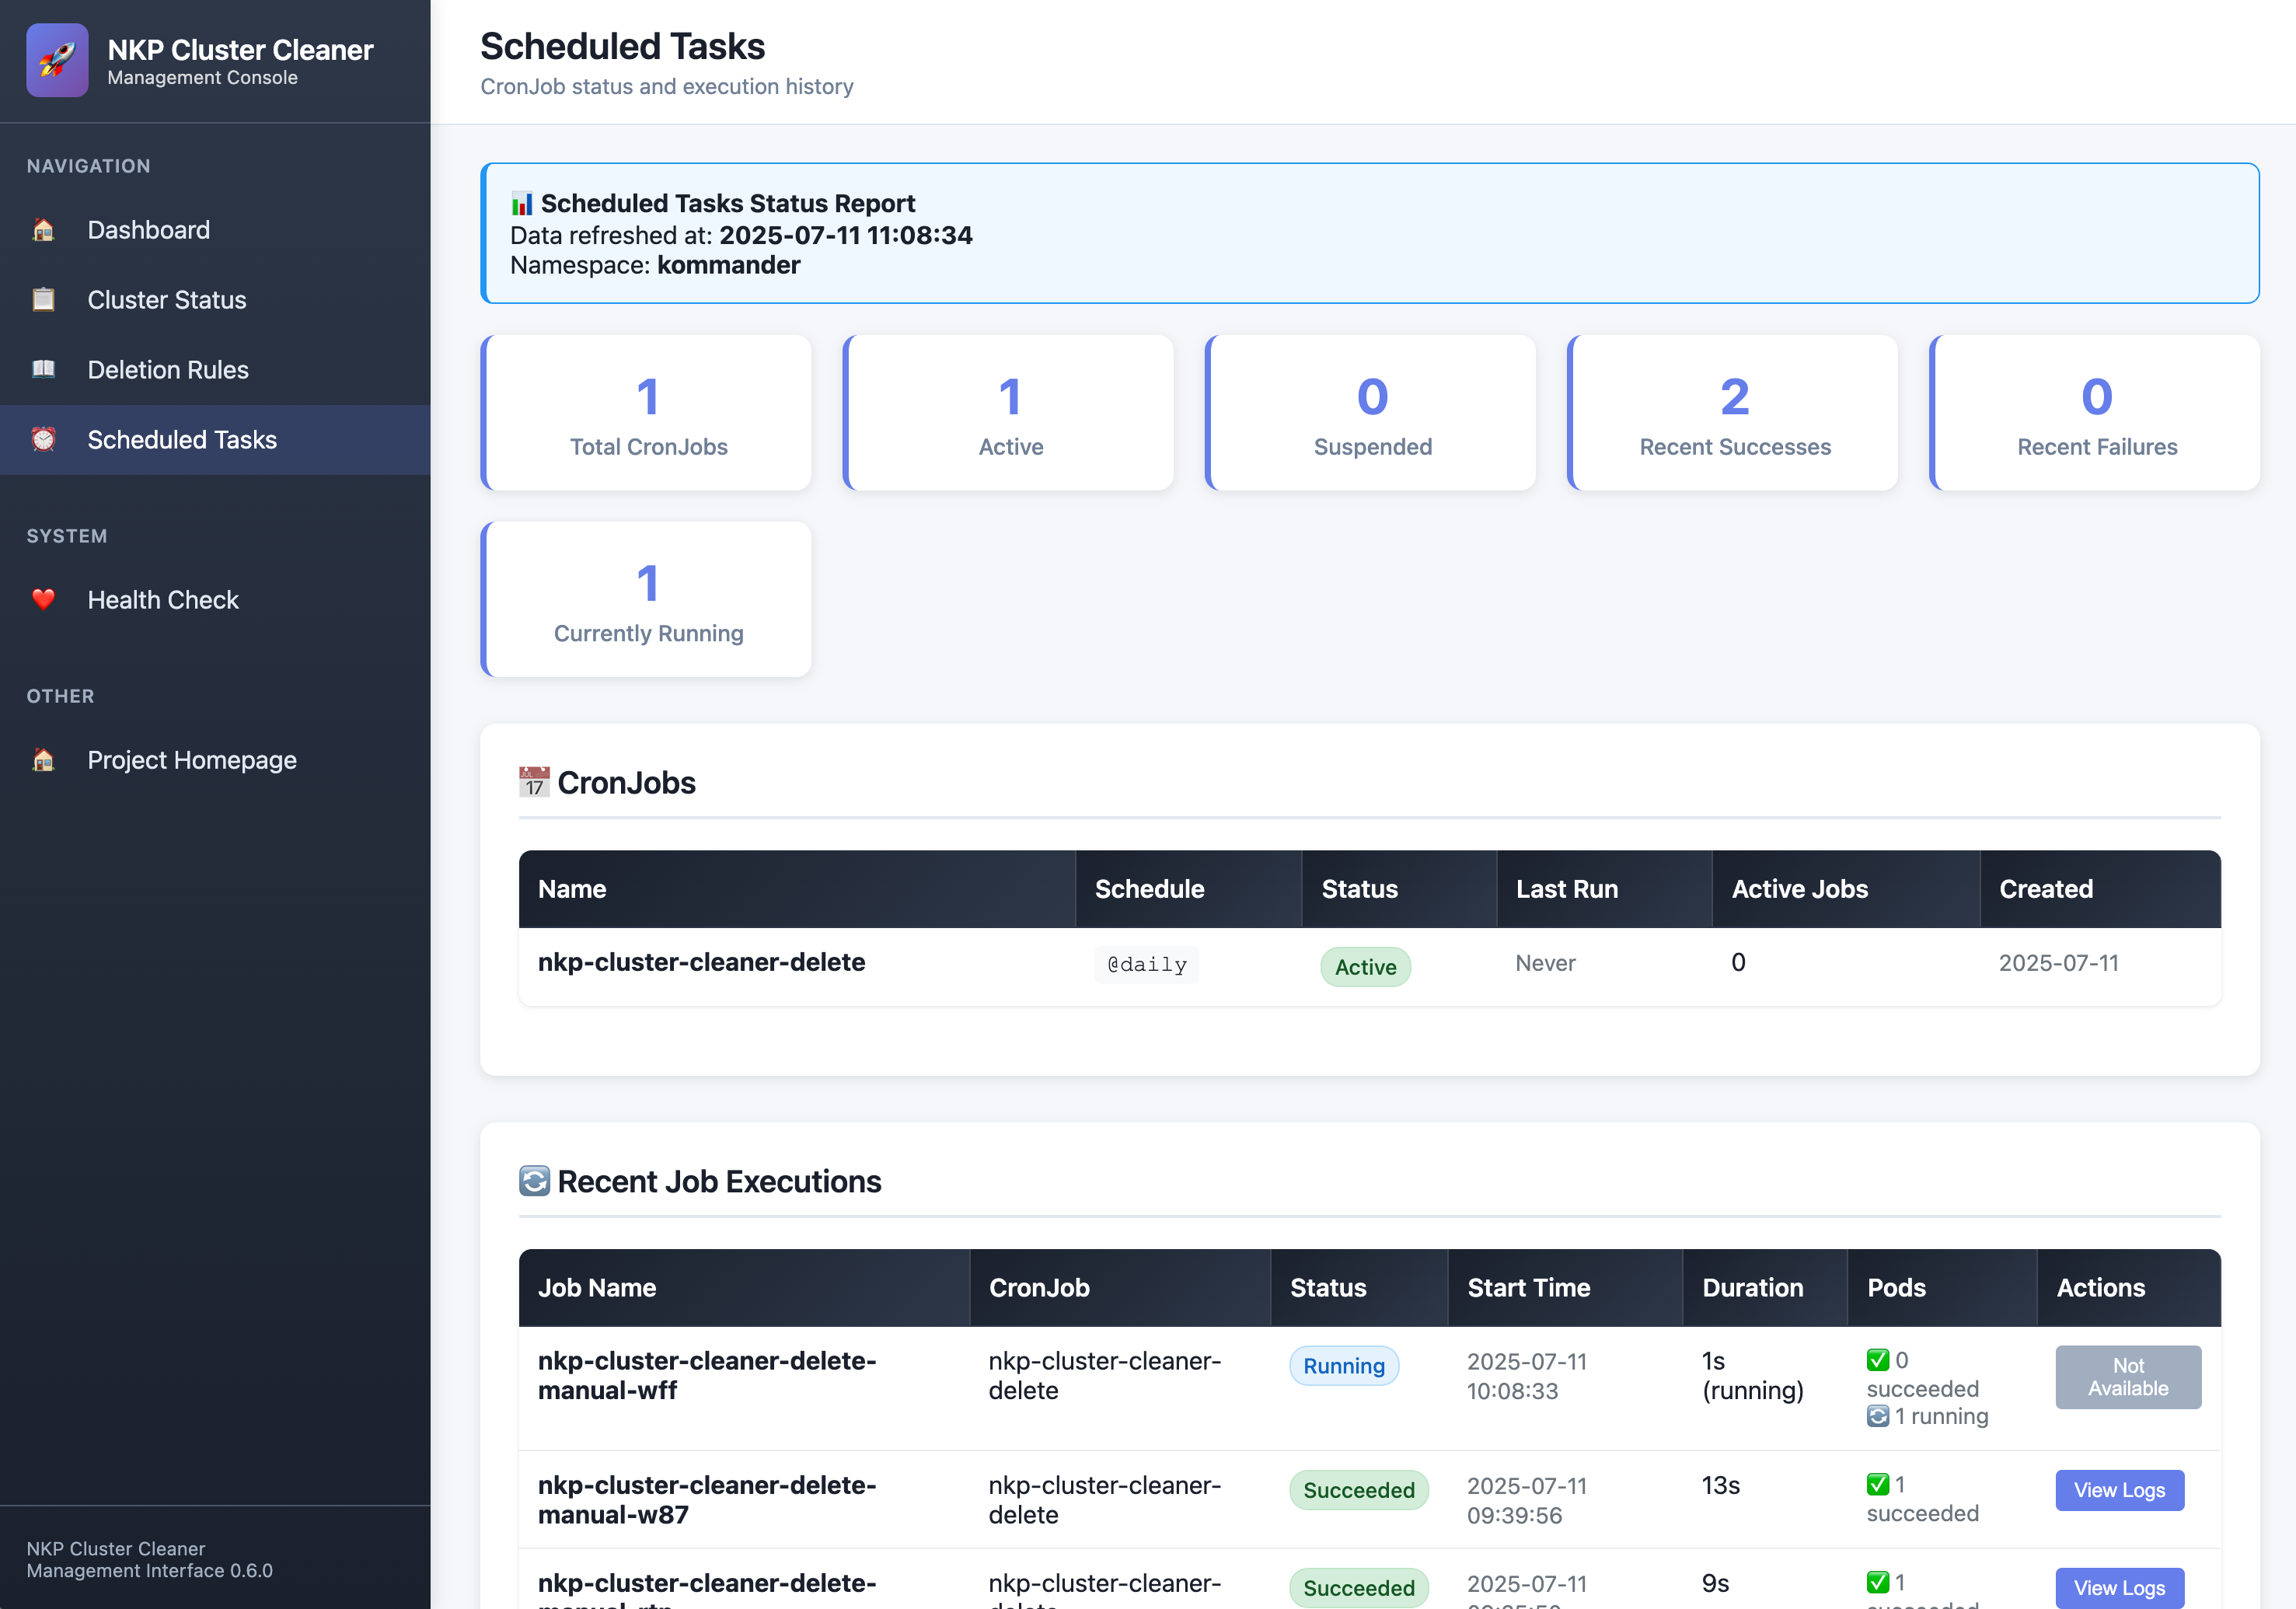 NKP Cluster Cleaner
Management Console
NAVIGATION
Dashboard
Cluster Status
Deletion Rules
Scheduled Tasks
SYSTEM
Health Check
OTHER
Project Homepage
NKP Cluster Cleaner
Management Interface 0.6.0
Scheduled Tasks
CronJob status and execution history
Scheduled Tasks Status Report
Data refreshed at: 2025-07-11 11:08:34
Namespace: kommander
1
Total CronJobs
1
Active
0
Suspended
2
Recent Successes
0
Recent Failures
1
Currently Running
JUL
17
CronJobs
Name Schedule Status Last Run Active Jobs Created
nkp-cluster-cleaner-delete @daily Active Never 0 2025-07-11
Recent Job Executions
Job Name CronJob Status Start Time Duration Pods Actions
nkp-cluster-cleaner-delete-
manual-wff
nkp-cluster-cleaner-
delete
Running
2025-07-11
10:08:33
1s
(running)
0
succeeded
1 running
Not
Available
nkp-cluster-cleaner-delete-
manual-w87
nkp-cluster-cleaner-
delete
Succeeded
2025-07-11
09:39:56
13s
1
succeeded
View Logs
nkp-cluster-cleaner-delete-
nkp-cluster-cleaner-
delete
Succeeded
2025-07-11
9s
1
succeeded
View Logs